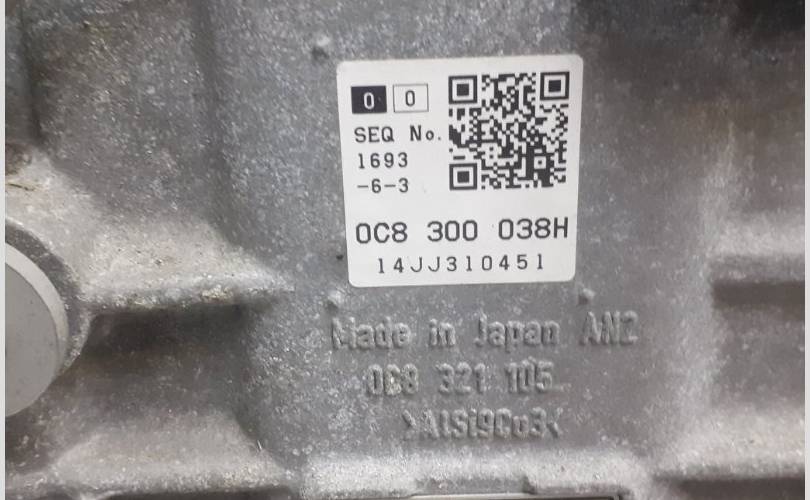 0 0
SEQ No.
1693
-6-3
0C8 300 038H
14JJ310451
Made in Japan AN2
0C8 321 105
>AlSi9Cu3<